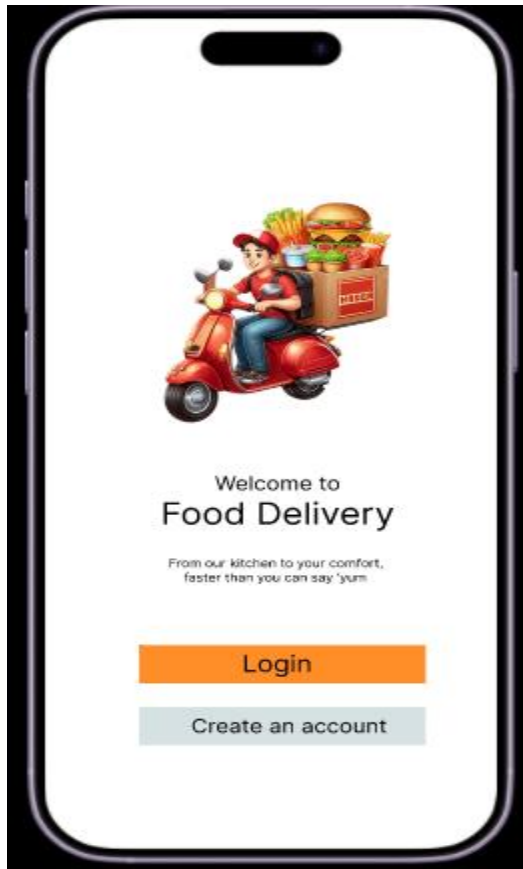 Welcome to
Food Delivery
From our kitchen to your comfort,
faster than you can say 'yum
Login
Create an account